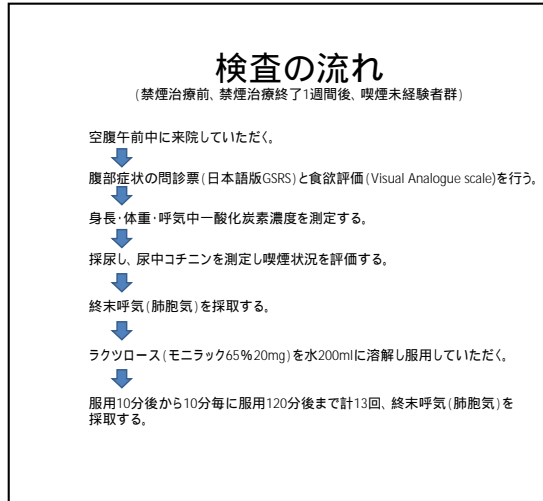 検査の流れ
(禁煙治療前、禁煙治療終了1週間後、喫煙未経験者群)
空腹午前中に来院していただく。
腹部症状の問診票(日本語版GSRS)と食欲評価(Visual Analogue scale)を行う。
身長・体重・呼気中一酸化炭素濃度を測定する。
採尿し、尿中コチニンを測定し喫煙状況を評価する。
終末呼気(肺胞気)を採取する。
ラクツロース(モニラック65%20mg)を水200mlに溶解し服用していただく。
服用10分後から10分毎に服用120分後まで計13回、終末呼気(肺胞気)を
採取する。